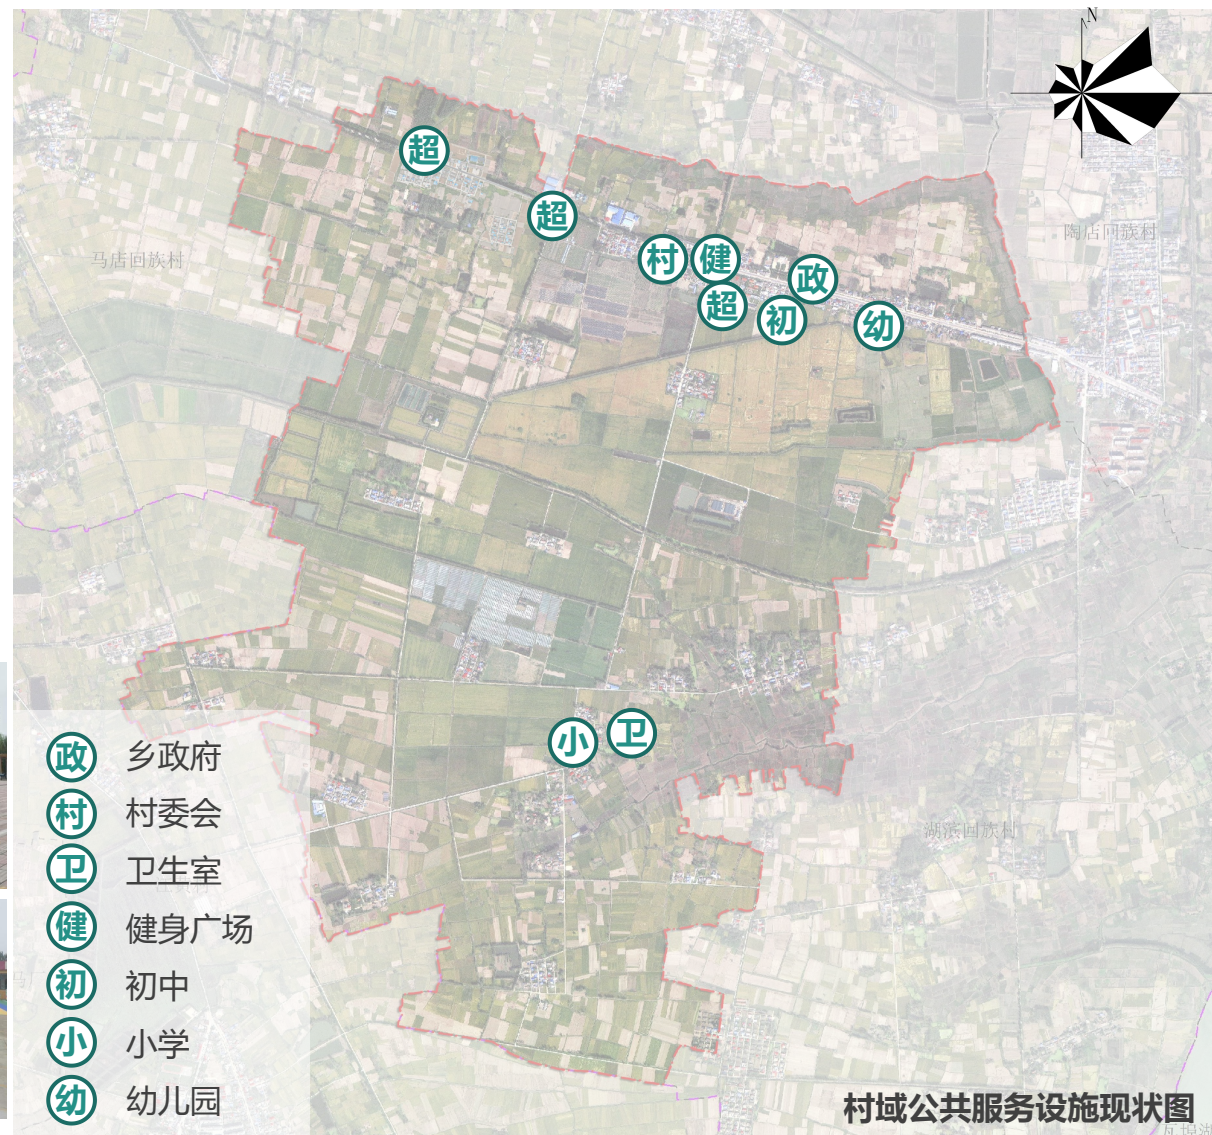 N
超
超
马店回族村
陶店回族村
村
健
政
超
初
幼
小
卫
湖滨回族村
政 乡政府
村 村委会
卫 卫生室
健 健身广场
初 初中
小 小学
幼 幼儿园
村域公共服务设施现状图
瓦埠湖